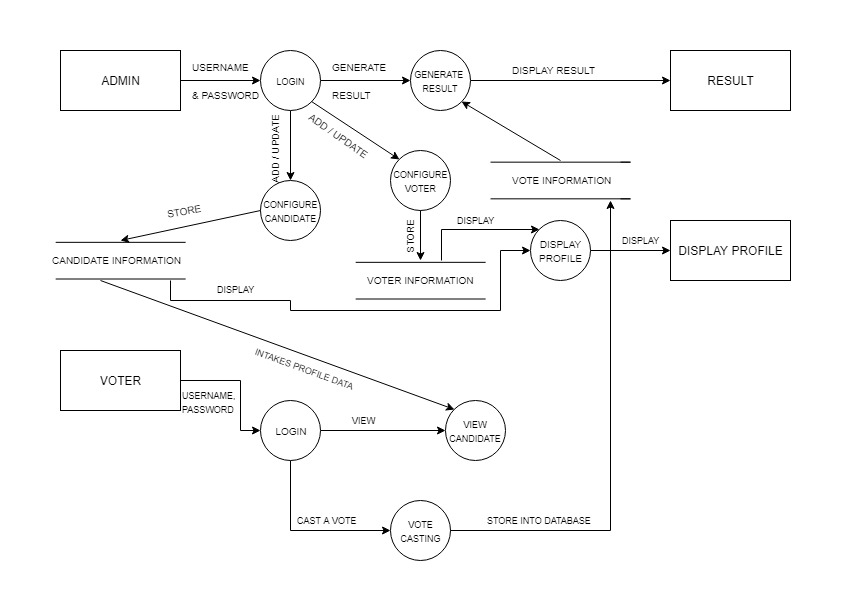 ADMIN
USERNAME
& PASSWORD
LOGIN
GENERATE
RESULT
GENERATE
RESULT
DISPLAY RESULT
RESULT
ADD / UPDATE
ADD / UPDATE
CONFIGURE
VOTER
VOTE INFORMATION
CONFIGURE
CANDIDATE
STORE
STORE
DISPLAY
DISPLAY
PROFILE
DISPLAY
DISPLAY PROFILE
CANDIDATE INFORMATION
VOTER INFORMATION
DISPLAY
INTAKES PROFILE DATA
VOTER
USERNAME,
PASSWORD
LOGIN
VIEW
VIEW
CANDIDATE
CAST A VOTE
VOTE
CASTING
STORE INTO DATABASE